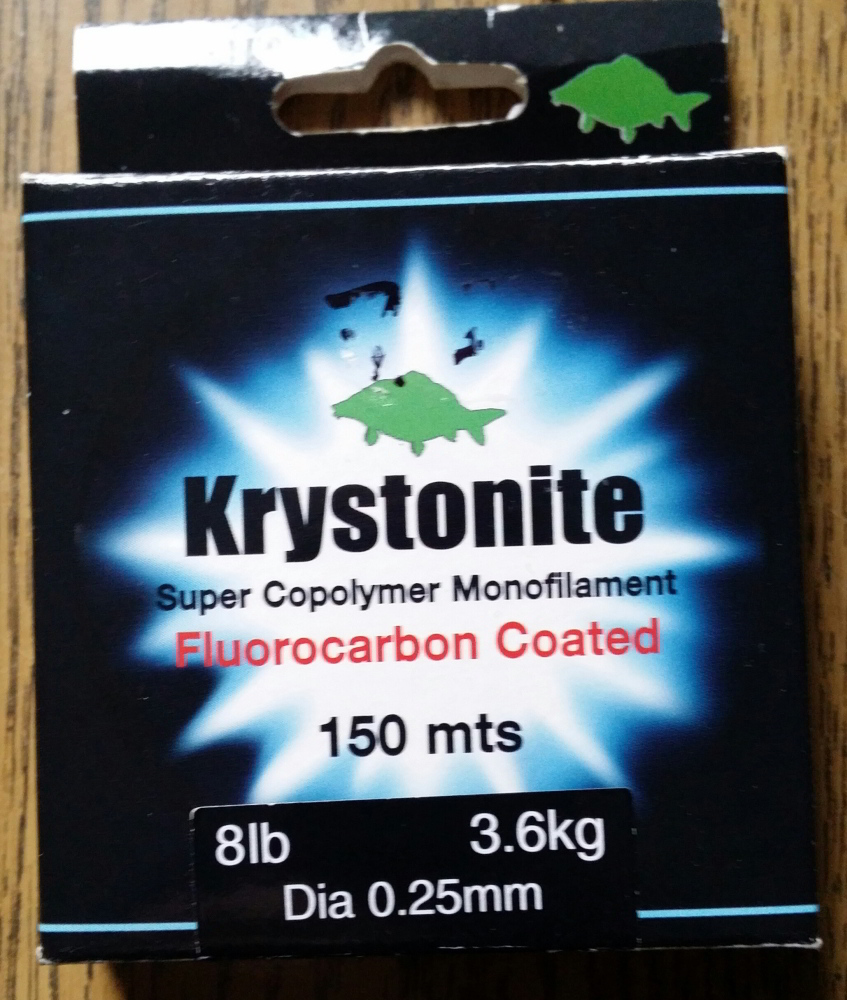 Krystonite
Super Copolymer Monofilament
Fluorocarbon Coated
150 mts
8lb 3.6kg
Dia 0.25mm